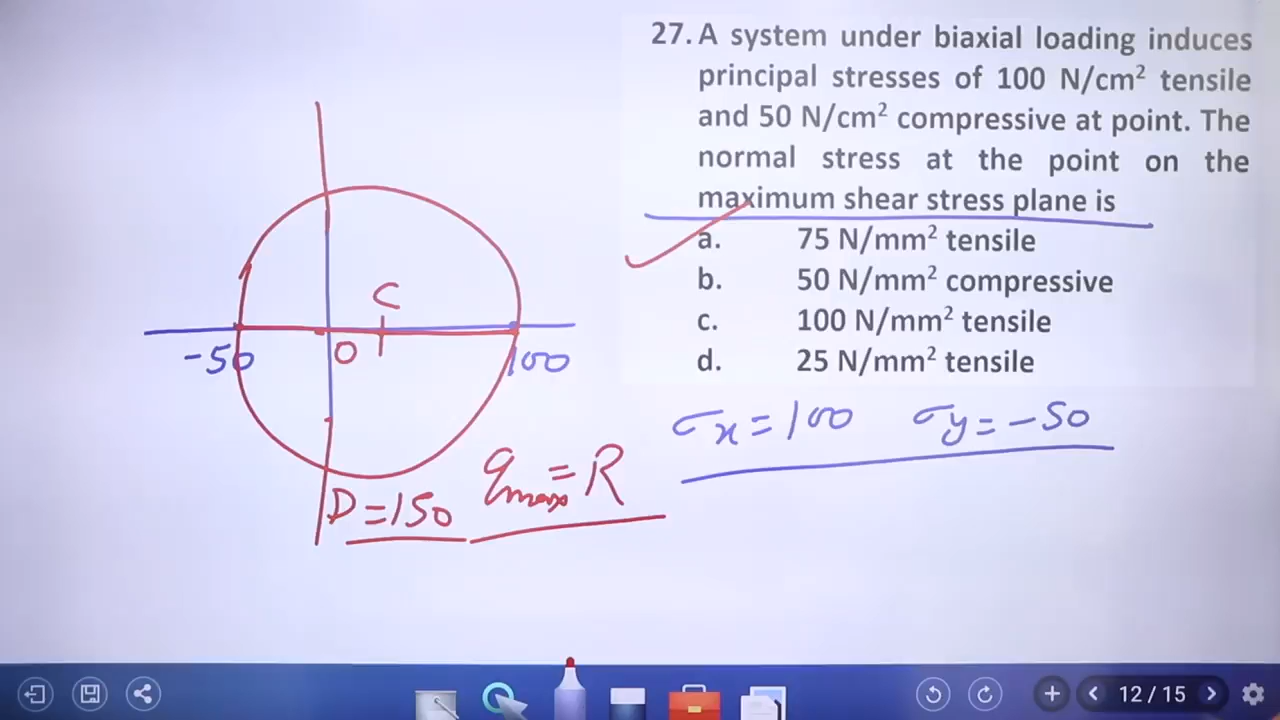 27. A system under biaxial loading induces
principal stresses of 100 N/cm² tensile
and 50 N/cm² compressive at point. The
normal stress at the point on the
maximum shear stress plane is
a. 75 N/mm² tensile
b. 50 N/mm² compressive
c. 100 N/mm² tensile
d. 25 N/mm² tensile
C
-50
O
100
σx = 100 σy = -50
D = 150 qmax = R
12 / 15